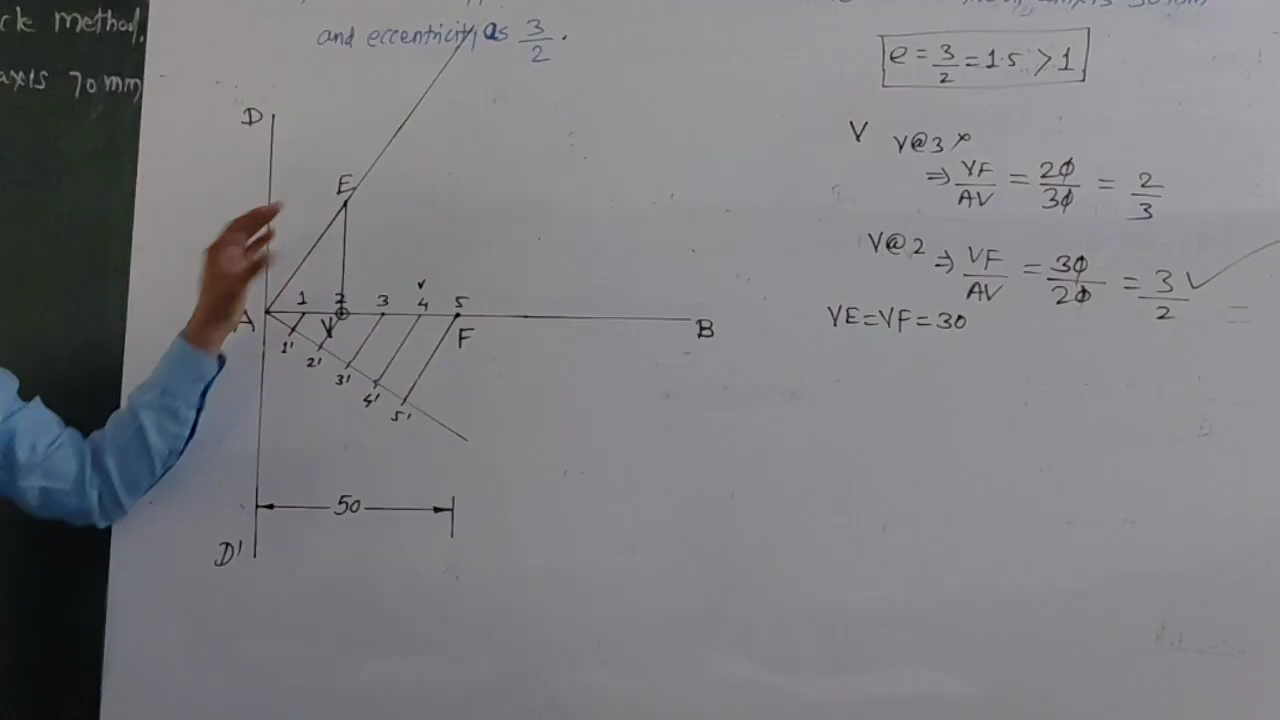 ck method.
axis 70 mm
and eccentricity as 3/2.
e = 3/2 = 1.5 > 1
V V@3 ×
⇒ VF/AV = 20/30 = 2/3
V@2 ⇒ VF/AV = 30/20 = 3/2 ✓
VE = VF = 30
D
E
A 1 2 3 4 5
V
V F B
1' 2' 3' 4' 5'
50
D'